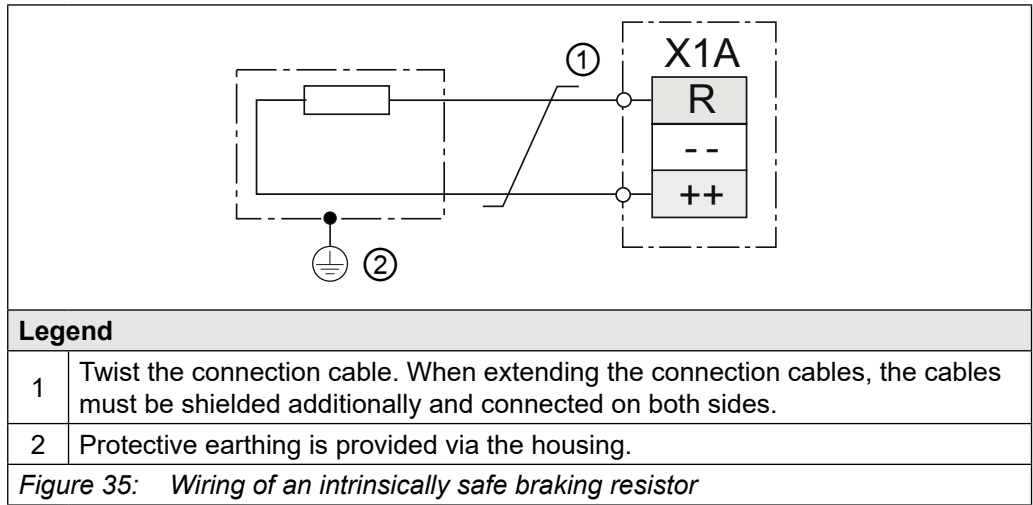 ①
X1A
R
--
++
②
Legend
1 Twist the connection cable. When extending the connection cables, the cables
must be shielded additionally and connected on both sides.
2 Protective earthing is provided via the housing.
Figure 35: Wiring of an intrinsically safe braking resistor